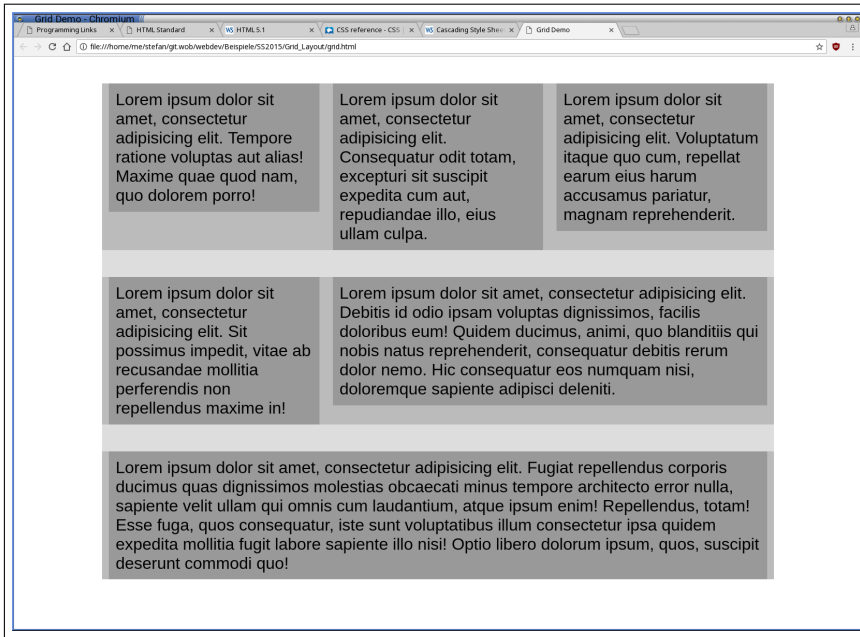 Grid Demo - Chromium
Programming Links × HTML Standard × W3 HTML 5.1 × CSS reference - CSS | × W3 Cascading Style Shee × Grid Demo ×
file:///home/me/stefan/git.wob/webdev/Beispiele/SS2015/Grid_Layout/grid.html
Lorem ipsum dolor sit
amet, consectetur
adipisicing elit. Tempore
ratione voluptas aut alias!
Maxime quae quod nam,
quo dolorem porro!
Lorem ipsum dolor sit
amet, consectetur
adipisicing elit.
Consequatur odit totam,
excepturi sit suscipit
expedita cum aut,
repudiandae illo, eius
ullam culpa.
Lorem ipsum dolor sit
amet, consectetur
adipisicing elit. Voluptatum
itaque quo cum, repellat
earum eius harum
accusamus pariatur,
magnam reprehenderit.
Lorem ipsum dolor sit
amet, consectetur
adipisicing elit. Sit
possimus impedit, vitae ab
recusandae mollitia
perferendis non
repellendus maxime in!
Lorem ipsum dolor sit amet, consectetur adipisicing elit.
Debitis id odio ipsam voluptas dignissimos, facilis
doloribus eum! Quidem ducimus, animi, quo blanditiis qui
nobis natus reprehenderit, consequatur debitis rerum
dolor nemo. Hic consequatur eos numquam nisi,
doloremque sapiente adipisci deleniti.
Lorem ipsum dolor sit amet, consectetur adipisicing elit. Fugiat repellendus corporis
ducimus quas dignissimos molestias obcaecati minus tempore architecto error nulla,
sapiente velit ullam qui omnis cum laudantium, atque ipsum enim! Repellendus, totam!
Esse fuga, quos consequatur, iste sunt voluptatibus illum consectetur ipsa quidem
expedita mollitia fugit labore sapiente illo nisi! Optio libero dolorum ipsum, quos, suscipit
deserunt commodi quo!